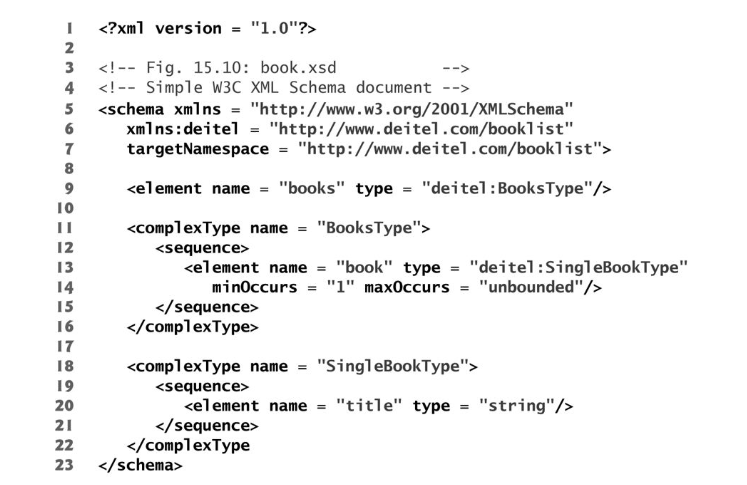 1 <?xml version = "1.0"?>
2
3 <!-- Fig. 15.10: book.xsd             -->
4 <!-- Simple W3C XML Schema document -->
5 <schema xmlns = "http://www.w3.org/2001/XMLSchema"
6    xmlns:deitel = "http://www.deitel.com/booklist"
7    targetNamespace = "http://www.deitel.com/booklist">
8
9    <element name = "books" type = "deitel:BooksType"/>
10
11    <complexType name = "BooksType">
12       <sequence>
13          <element name = "book" type = "deitel:SingleBookType"
14             minOccurs = "1" maxOccurs = "unbounded"/>
15       </sequence>
16    </complexType>
17
18    <complexType name = "SingleBookType">
19       <sequence>
20          <element name = "title" type = "string"/>
21       </sequence>
22    </complexType
23 </schema>